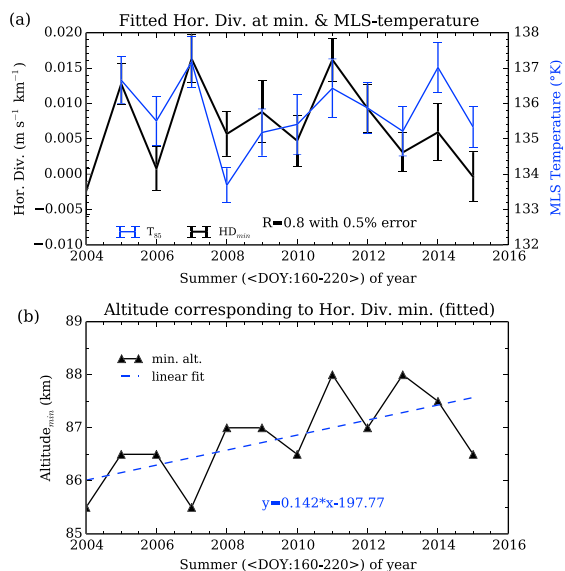 (a)
Fitted Hor. Div. at min. & MLS-temperature
Hor. Div. (m s⁻¹ km⁻¹)
0.020
0.015
0.010
0.005
0.000
−0.005
−0.010
138
137
136
135
134
133
132
MLS Temperature (°K)
T₈₅
HD_min
R=0.8 with 0.5% error
2004 2006 2008 2010 2012 2014 2016
Summer (<DOY:160-220>) of year
(b)
Altitude corresponding to Hor. Div. min. (fitted)
Altitude_min (km)
89
88
87
86
85
min. alt.
linear fit
y=0.142*x-197.77
2004 2006 2008 2010 2012 2014 2016
Summer (<DOY:160-220>) of year